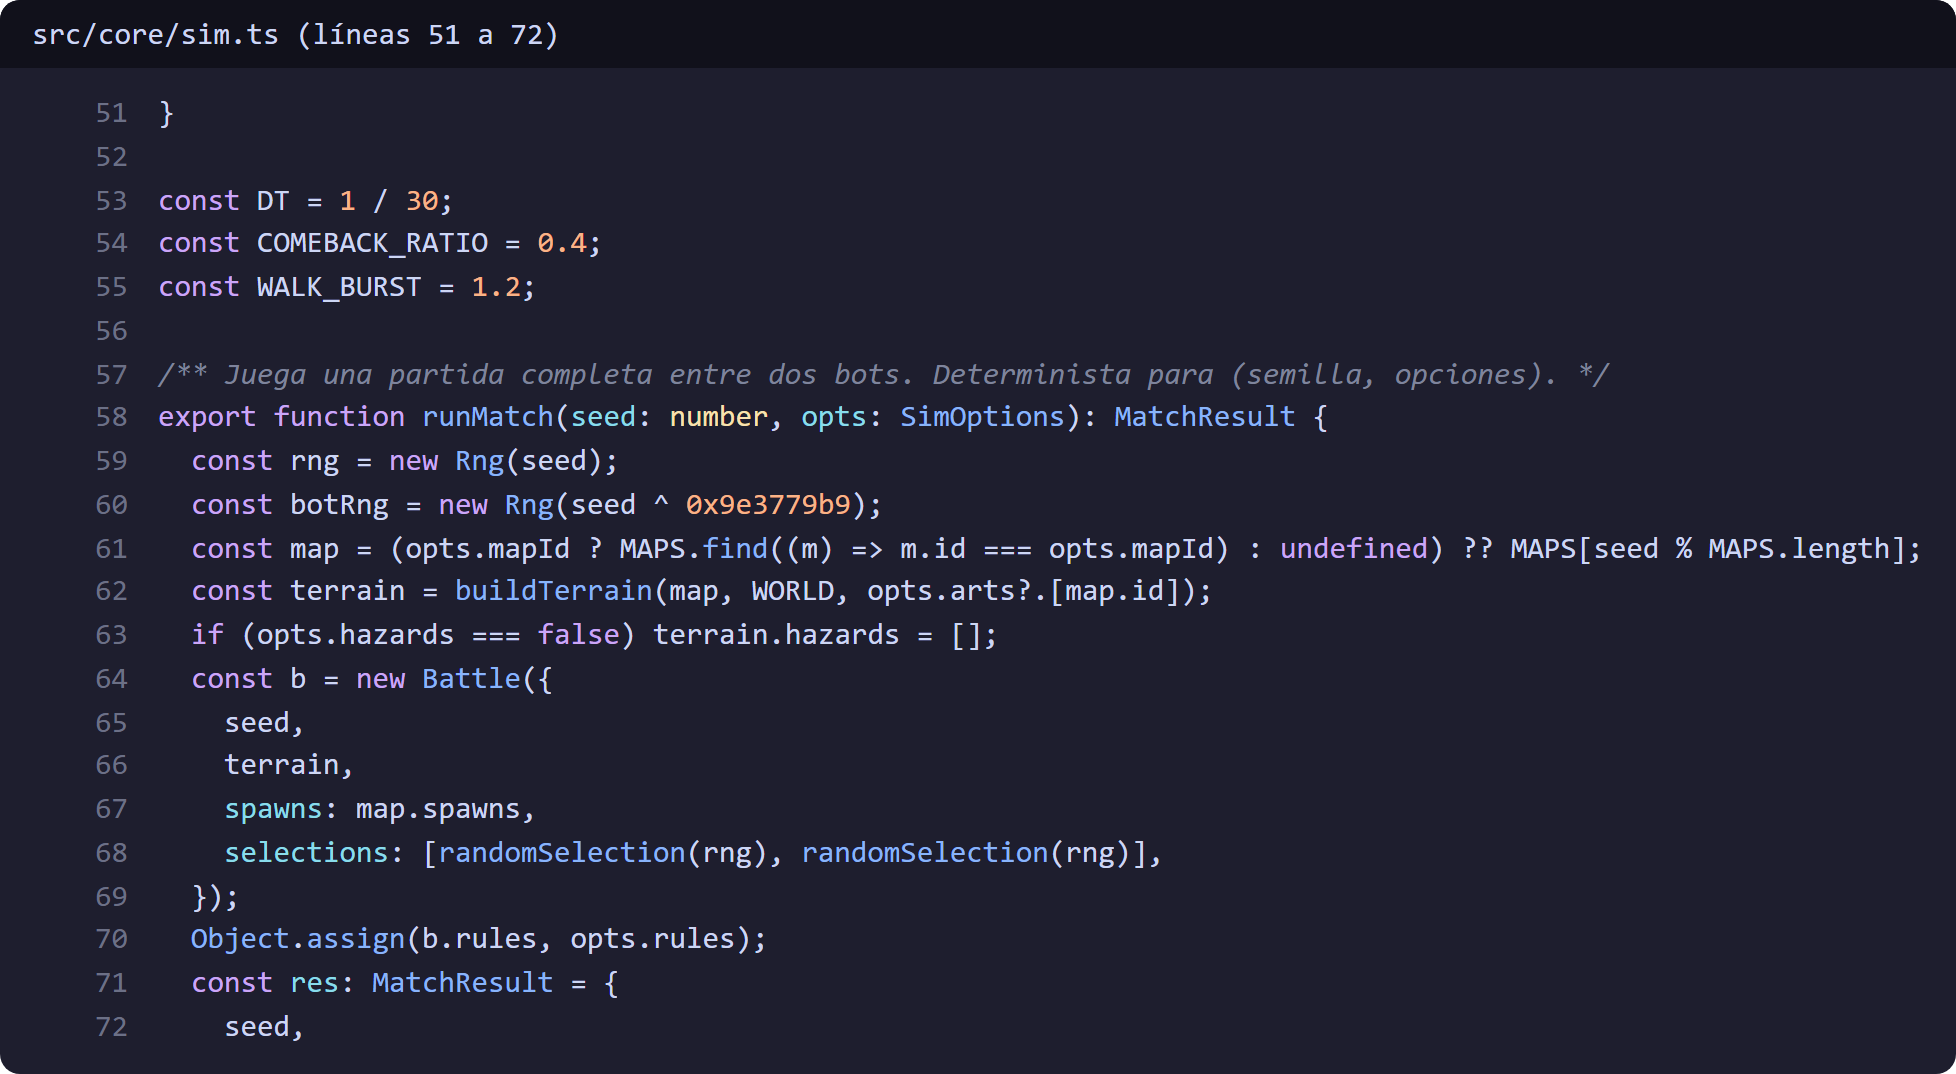 src/core/sim.ts (líneas 51 a 72)
51 }
52
53 const DT = 1 / 30;
54 const COMEBACK_RATIO = 0.4;
55 const WALK_BURST = 1.2;
56
57 /** Juega una partida completa entre dos bots. Determinista para (semilla, opciones). */
58 export function runMatch(seed: number, opts: SimOptions): MatchResult {
59   const rng = new Rng(seed);
60   const botRng = new Rng(seed ^ 0x9e3779b9);
61   const map = (opts.mapId ? MAPS.find((m) => m.id === opts.mapId) : undefined) ?? MAPS[seed % MAPS.length];
62   const terrain = buildTerrain(map, WORLD, opts.arts?.[map.id]);
63   if (opts.hazards === false) terrain.hazards = [];
64   const b = new Battle({
65     seed,
66     terrain,
67     spawns: map.spawns,
68     selections: [randomSelection(rng), randomSelection(rng)],
69   });
70   Object.assign(b.rules, opts.rules);
71   const res: MatchResult = {
72     seed,